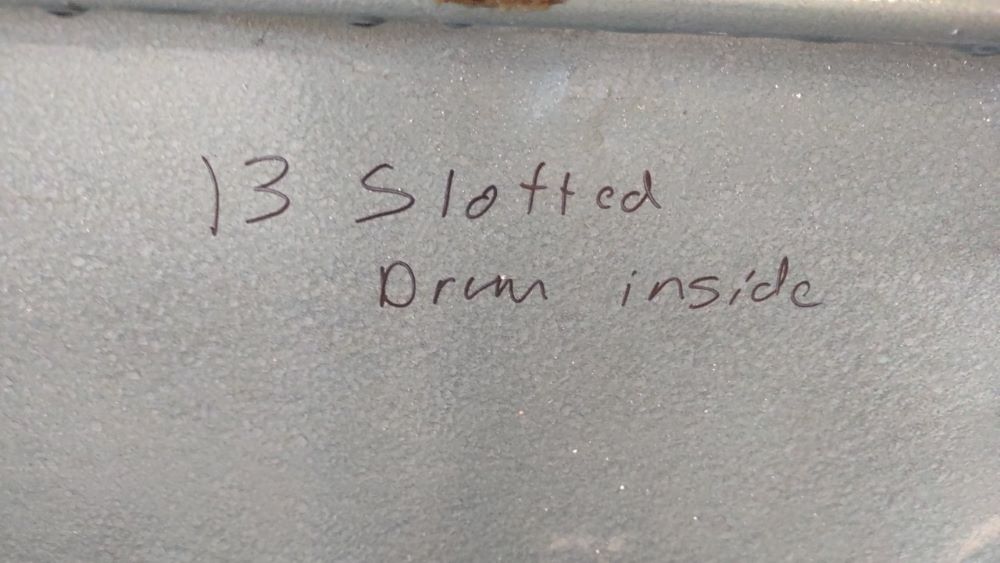 13 Slotted
Drum inside